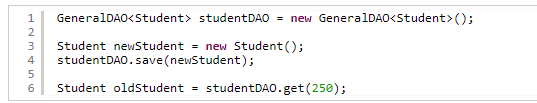 1 GeneralDAO<Student> studentDAO = new GeneralDAO<Student>();
2
3 Student newStudent = new Student();
4 studentDAO.save(newStudent);
5
6 Student oldStudent = studentDAO.get(250);